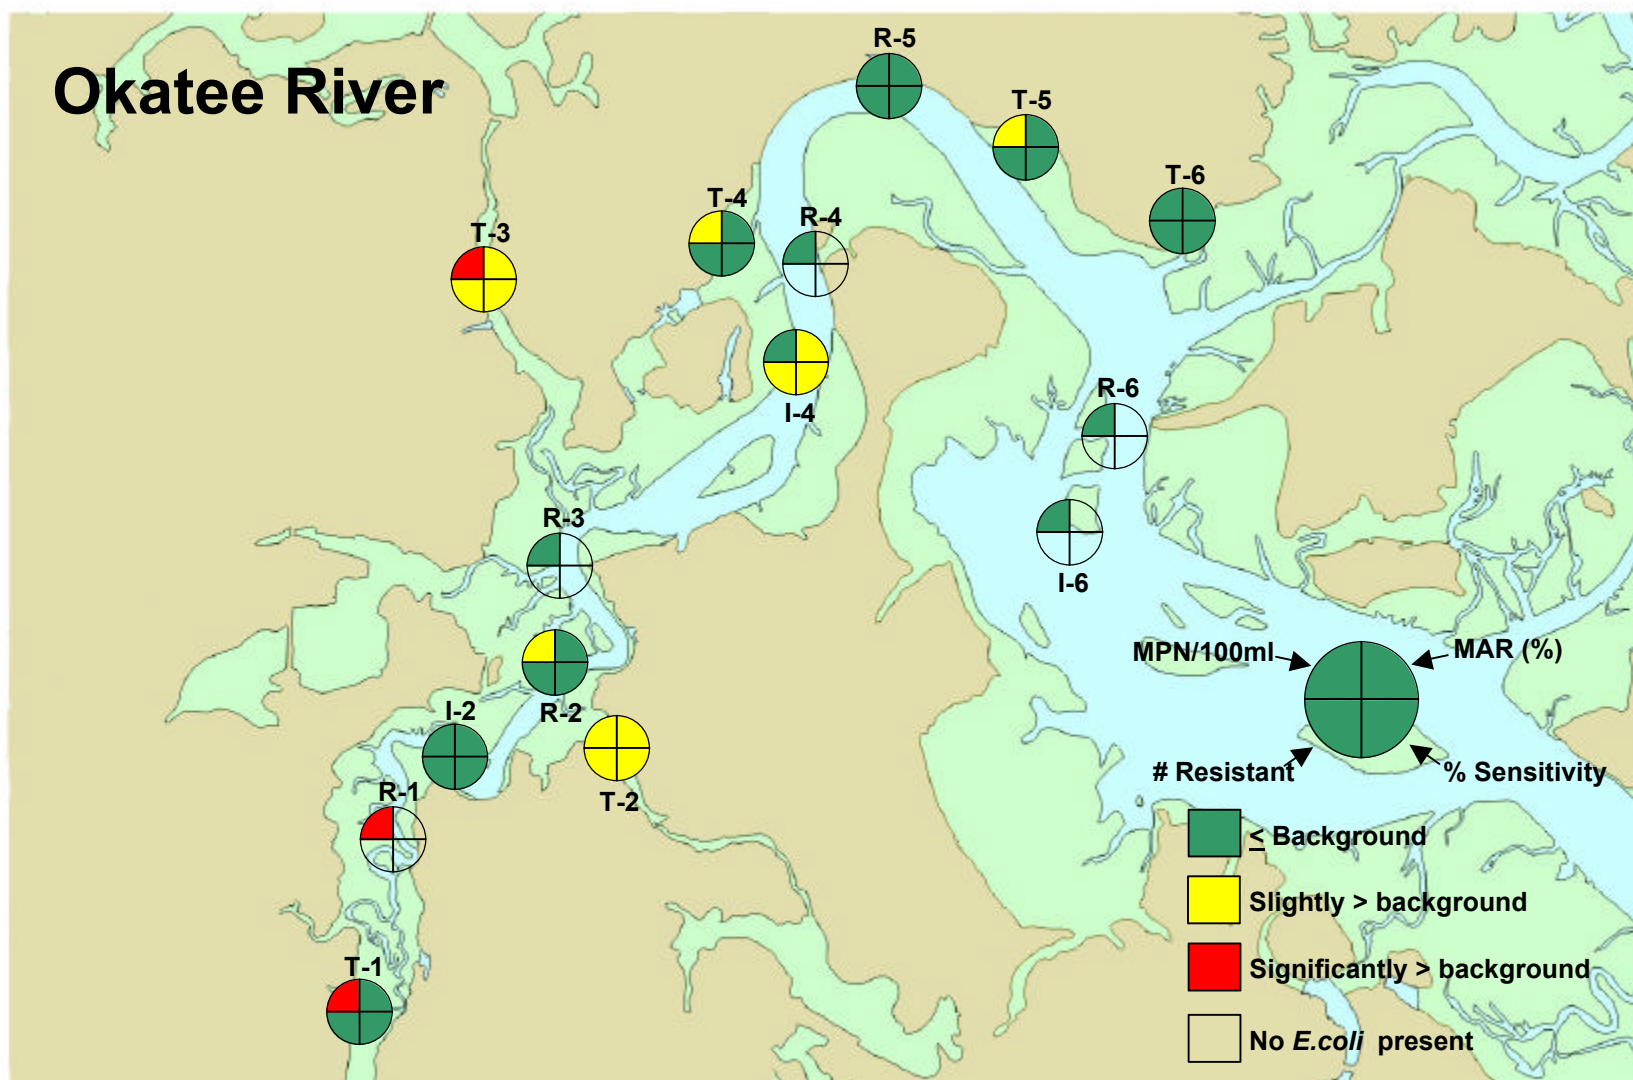 Okatee River
R-5
T-5
T-6
T-4
R-4
T-3
I-4
R-6
R-3
I-6
MPN/100ml
MAR (%)
R-2
I-2
T-2
# Resistant
% Sensitivity
R-1
≤ Background
Slightly > background
T-1
Significantly > background
No E.coli present